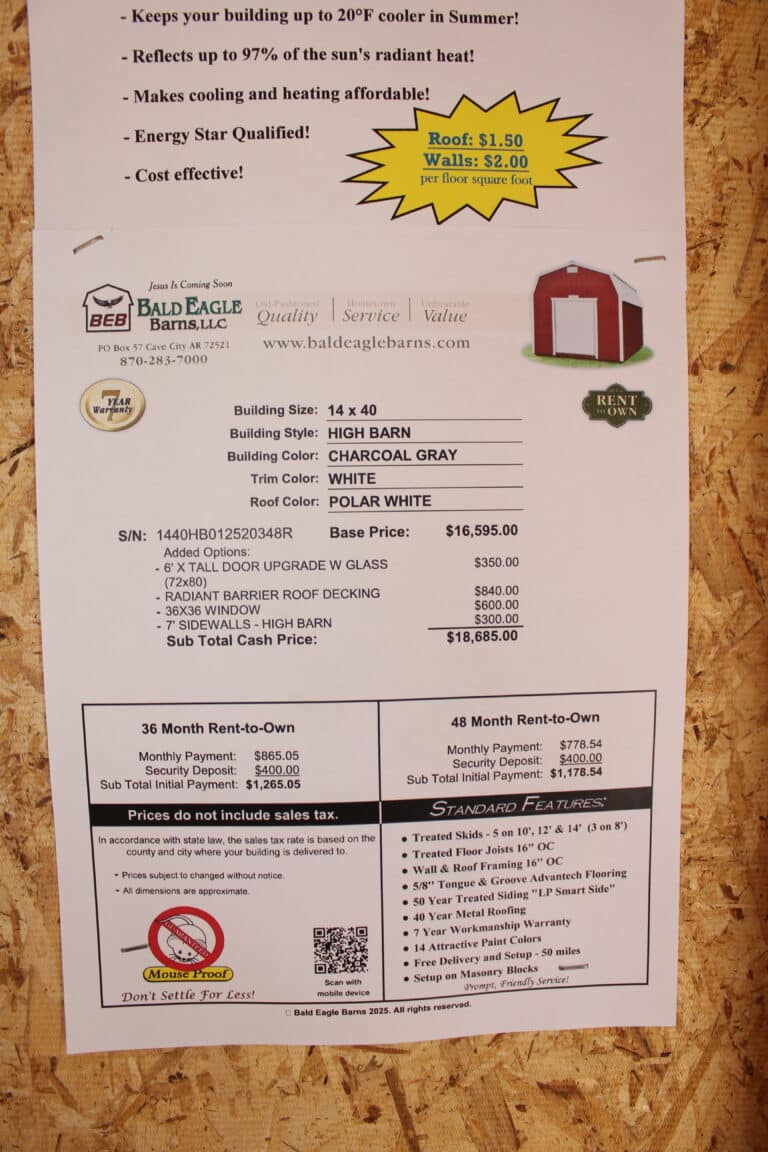 - Keeps your building up to 20°F cooler in Summer!
- Reflects up to 97% of the sun's radiant heat!
- Makes cooling and heating affordable!
- Energy Star Qualified!
- Cost effective!
Roof: $1.50
Walls: $2.00
per floor square foot
Jesus Is Coming Soon
BEB
BALD EAGLE
BARNS, LLC
PO Box 57 Cave City AR 72521
870-283-7000
Old-Fashioned Quality | Hometown Service | Unbeatable Value
www.baldeaglebarns.com
7 YEAR
Warranty
RENT
TO OWN
Building Size: 14 x 40
Building Style: HIGH BARN
Building Color: CHARCOAL GRAY
Trim Color: WHITE
Roof Color: POLAR WHITE
S/N: 1440HB012520348R Base Price: $16,595.00
Added Options:
- 6' X TALL DOOR UPGRADE W GLASS $350.00
(72x80)
- RADIANT BARRIER ROOF DECKING $840.00
- 36X36 WINDOW $600.00
- 7' SIDEWALLS - HIGH BARN $300.00
Sub Total Cash Price: $18,685.00
36 Month Rent-to-Own
Monthly Payment: $865.05
Security Deposit: $400.00
Sub Total Initial Payment: $1,265.05
48 Month Rent-to-Own
Monthly Payment: $778.54
Security Deposit: $400.00
Sub Total Initial Payment: $1,178.54
Prices do not include sales tax.
In accordance with state law, the sales tax rate is based on the
county and city where your building is delivered to.
- Prices subject to changed without notice.
- All dimensions are approximate.
GUARANTEED
Mouse Proof
Don't Settle For Less!
Scan with
mobile device
STANDARD FEATURES:
• Treated Skids - 5 on 10', 12' & 14' (3 on 8')
• Treated Floor Joists 16" OC
• Wall & Roof Framing 16" OC
• 5/8" Tongue & Groove Advantech Flooring
• 50 Year Treated Siding "LP Smart Side"
• 40 Year Metal Roofing
• 7 Year Workmanship Warranty
• 14 Attractive Paint Colors
• Free Delivery and Setup - 50 miles
• Setup on Masonry Blocks
Prompt, Friendly Service!
Bald Eagle Barns 2025. All rights reserved.